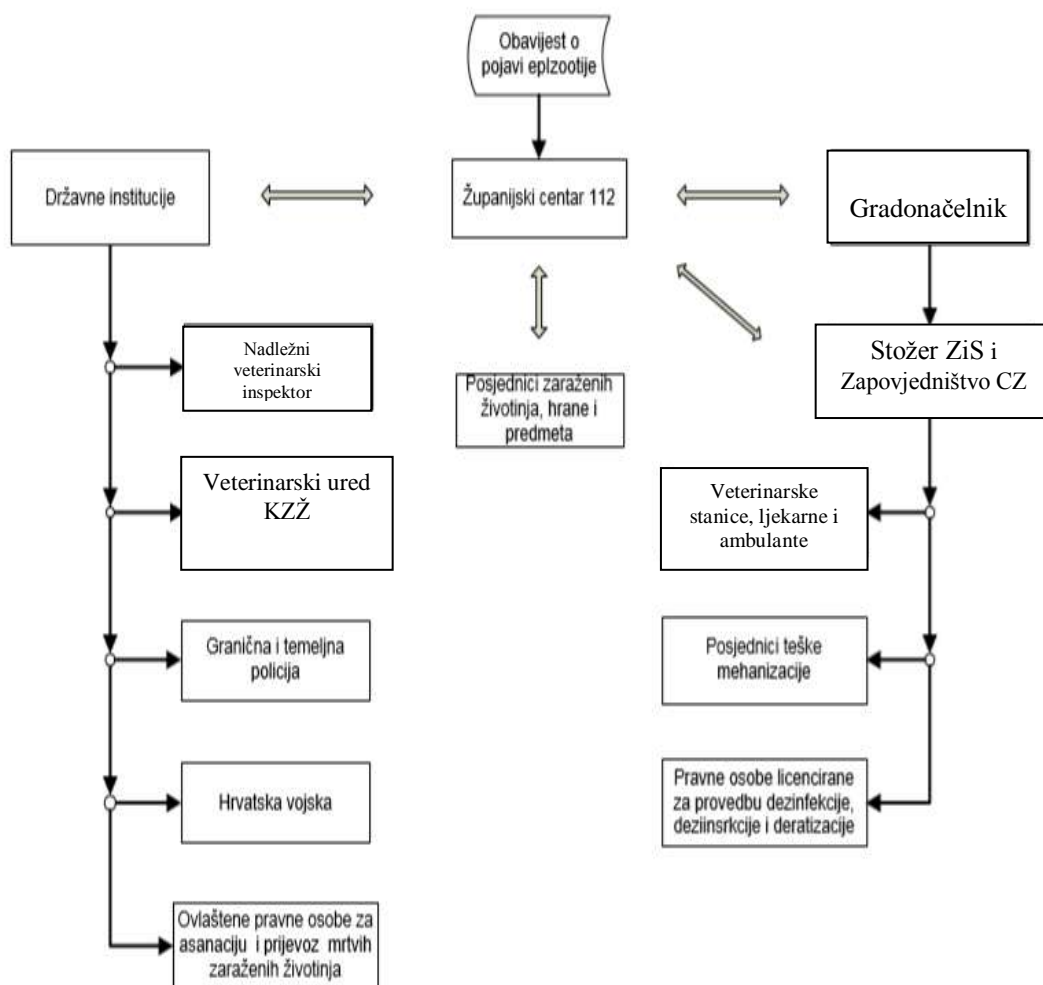 Obavijest o
pojavi eplzootije
Državne institucije
Županijski centar 112
Gradonačelnik
Nadležni
veterinarski
inspektor
Posjednici zaraženih
životinja, hrane i
predmeta
Stožer ZiS i
Zapovjedništvo CZ
Veterinarski ured
KZŽ
Veterinarske
stanice, ljekarne i
ambulante
Granična i temeljna
policija
Posjednici teške
mehanizacije
Hrvatska vojska
Pravne osobe licencirane
za provedbu dezinfekcije,
deziinsrkcije i deratizacije
Ovlaštene pravne osobe za
asanaciju i prijevoz mrtvih
zaraženih životinja